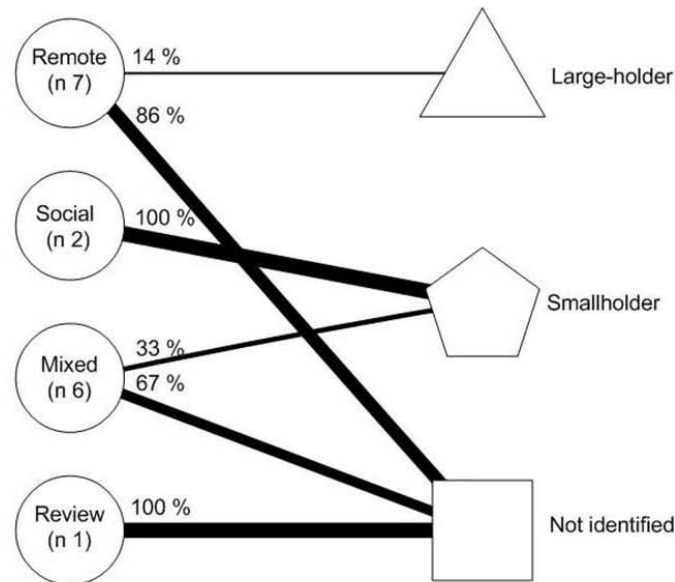 Remote
(n 7)
14 %
86 %
Large-holder
Social
(n 2)
100 %
Smallholder
Mixed
(n 6)
33 %
67 %
Review
(n 1)
100 %
Not identified